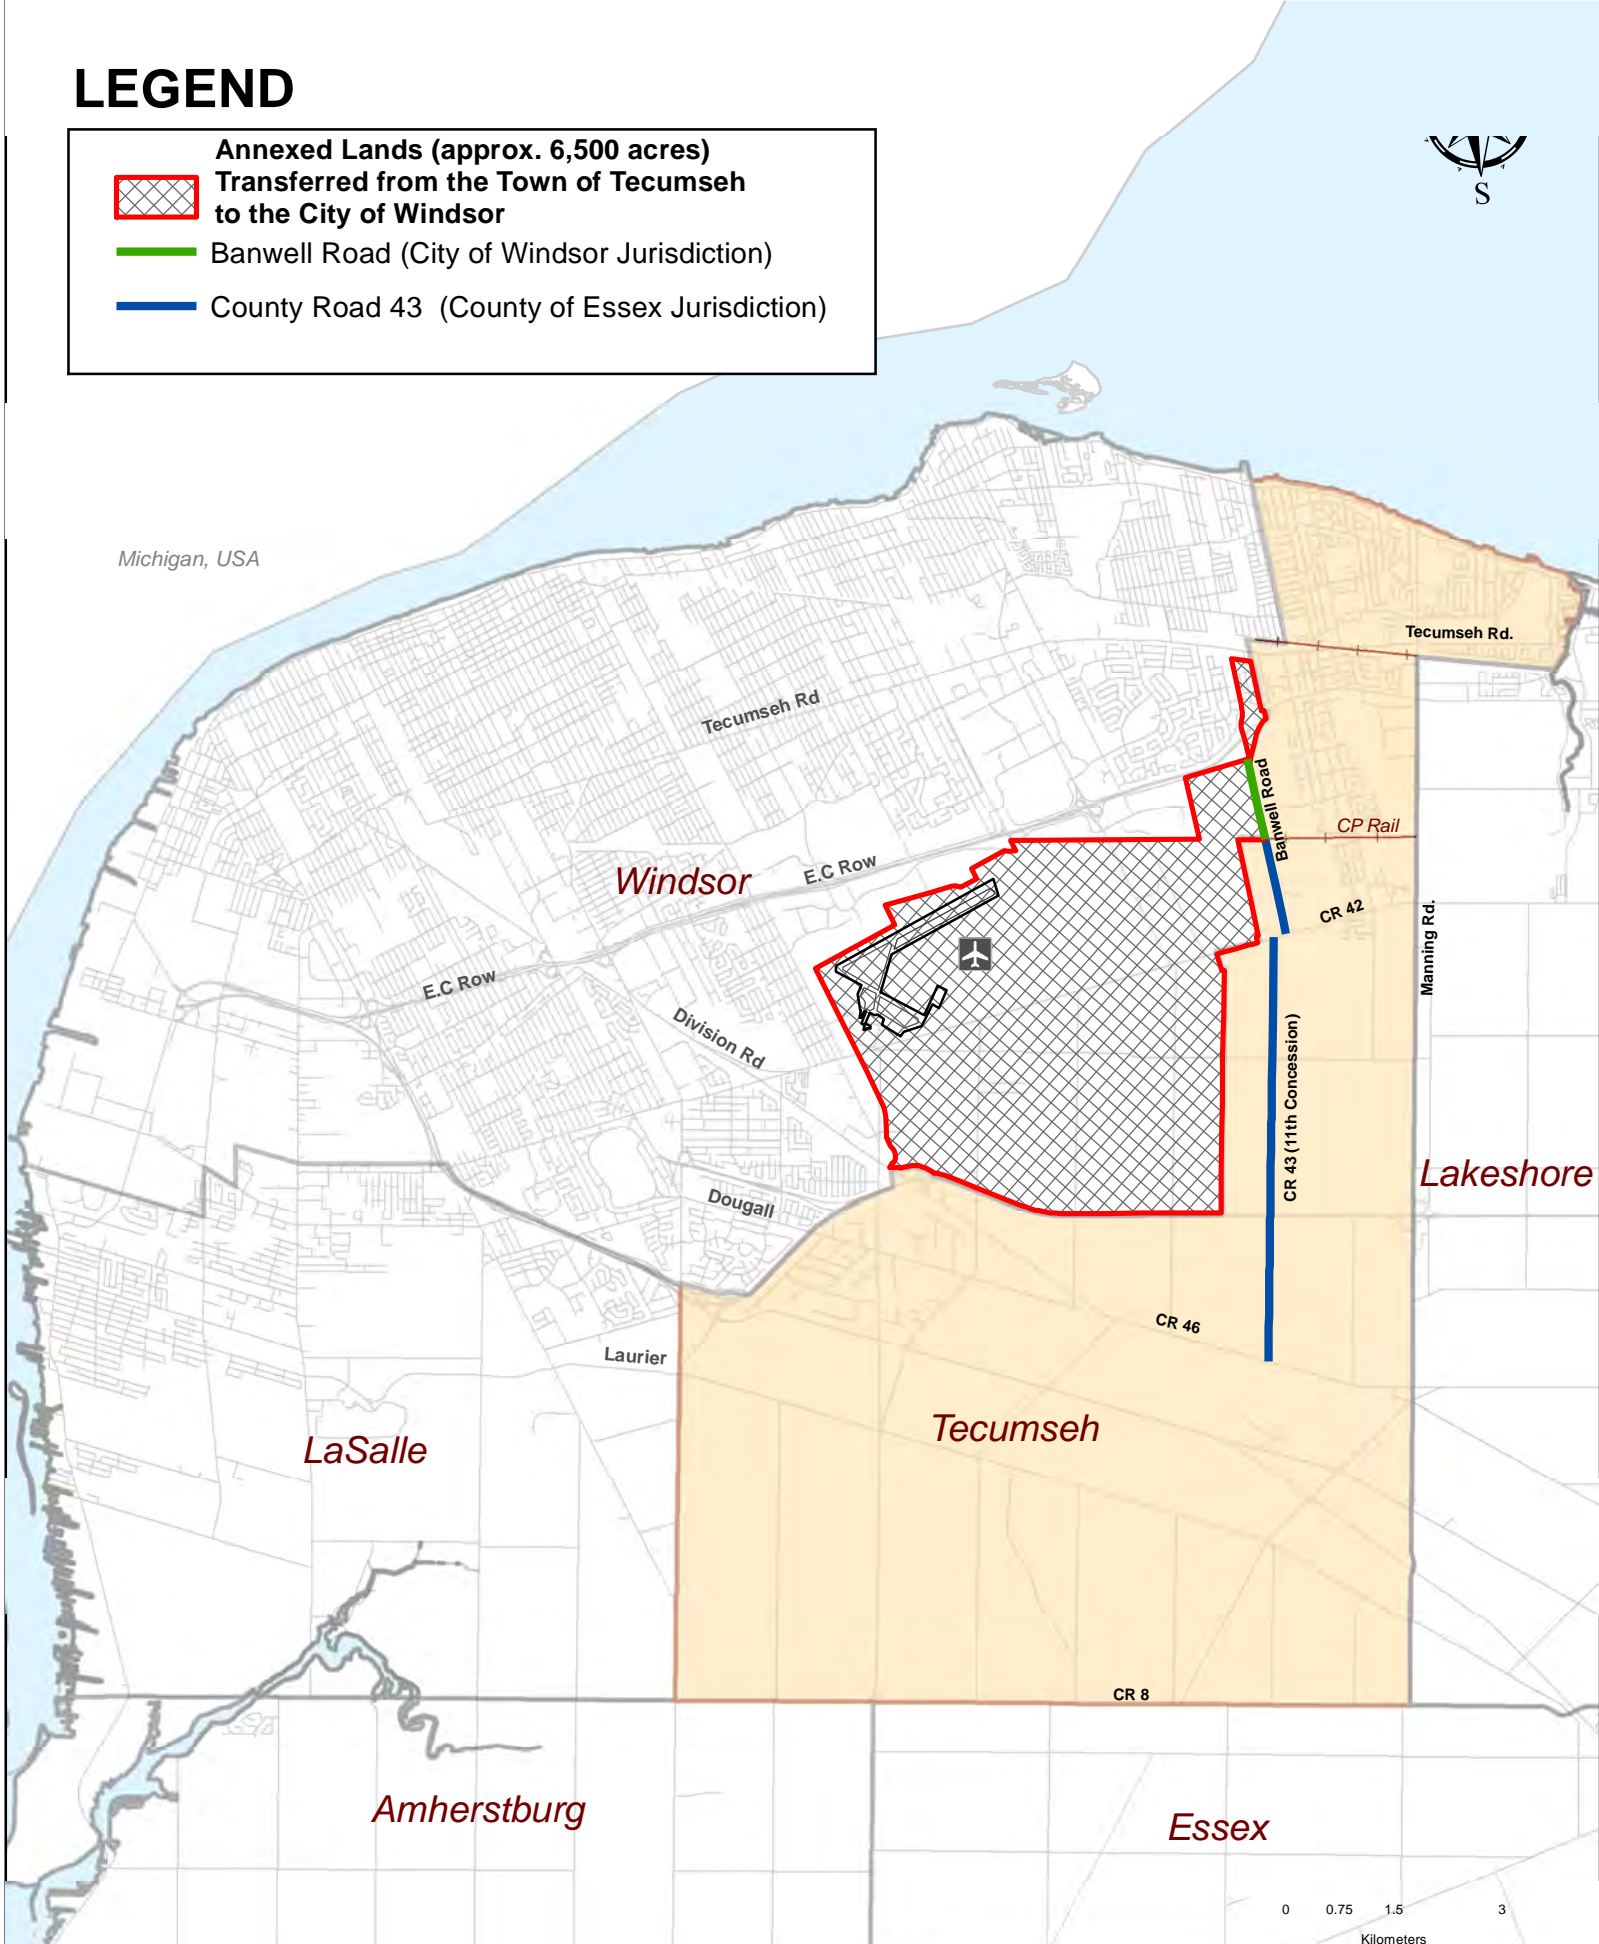 LEGEND
Annexed Lands (approx. 6,500 acres)
Transferred from the Town of Tecumseh
to the City of Windsor
Banwell Road (City of Windsor Jurisdiction)
County Road 43 (County of Essex Jurisdiction)
S
Michigan, USA
Tecumseh Rd.
Tecumseh Rd
Banwell Road
CP Rail
Windsor
E.C Row
CR 42
Manning Rd.
E.C Row
Division Rd
CR 43 (11th Concession)
Lakeshore
Dougall
CR 46
Laurier
Tecumseh
LaSalle
CR 8
Amherstburg
Essex
0 0.75 1.5 3
Kilometers